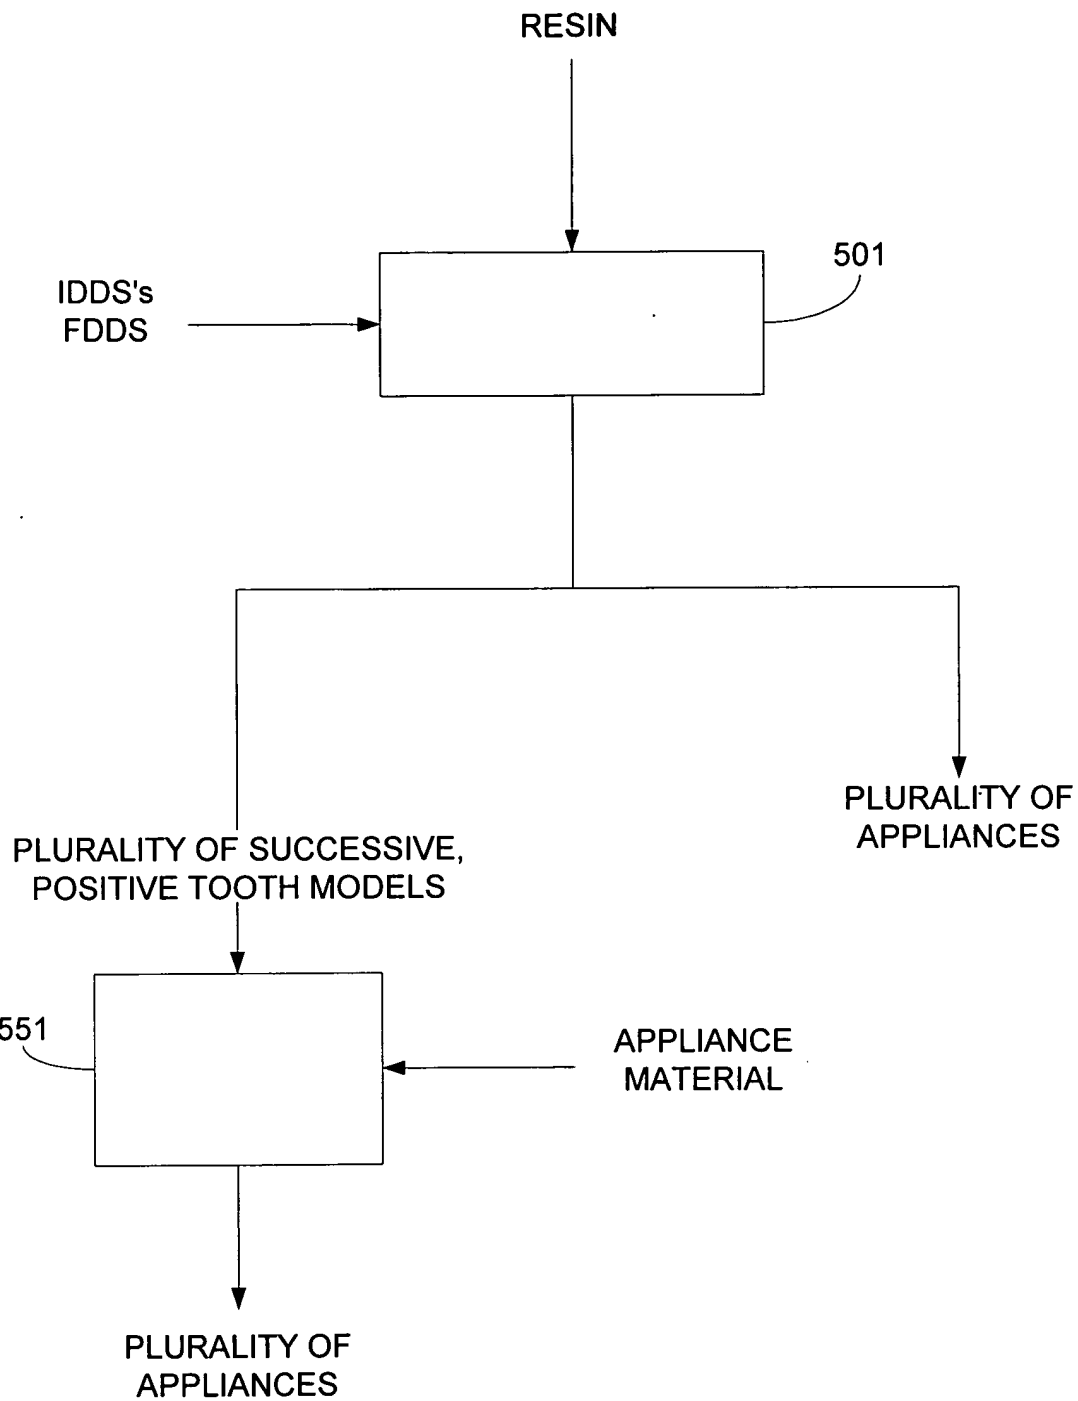 RESIN
501
IDDS's
FDDS
PLURALITY OF
APPLIANCES
PLURALITY OF SUCCESSIVE,
POSITIVE TOOTH MODELS
551
APPLIANCE
MATERIAL
PLURALITY OF
APPLIANCES